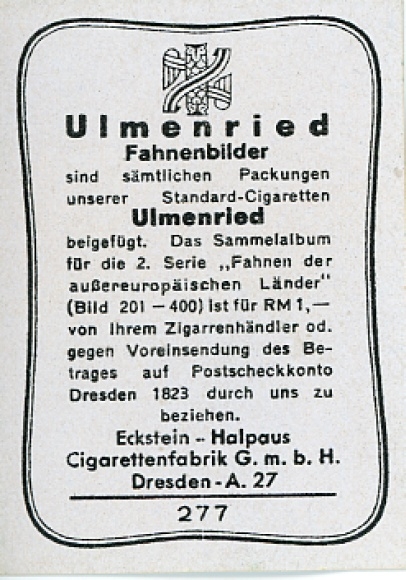 Ulmenried
Fahnenbilder
sind sämtlichen Packungen
unserer Standard-Cigaretten
Ulmenried
beigefügt. Das Sammelalbum
für die 2. Serie „Fahnen der
außereuropäischen Länder"
(Bild 201 – 400) ist für RM 1,—
von Ihrem Zigarrenhändler od.
gegen Voreinsendung des Be-
trages auf Postscheckkonto
Dresden 1823 durch uns zu
beziehen.
Eckstein - Halpaus
Cigarettenfabrik G. m. b. H.
Dresden - A. 27
277